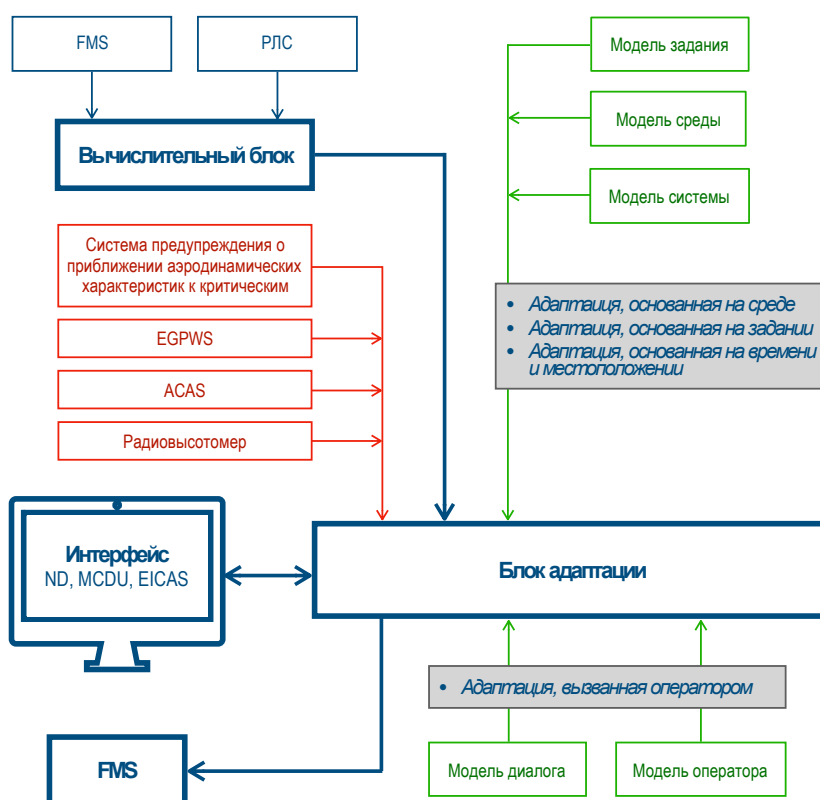 FMS
РЛС
Вычислительный блок
Модель задания
Модель среды
Модель системы
Система предупреждения о
приближении аэродинамических
характеристик к критическим
EGPWS
ACAS
Радиовысотомер
• Адаптаиця, основанная на среде
• Адаптаиця, основанная на задании
• Адаптация, основанная на времени
и местоположении
Интерфейс
ND, MCDU, EICAS
Блок адаптации
• Адаптация, вызванная оператором
FMS
Модель диалога
Модель оператора